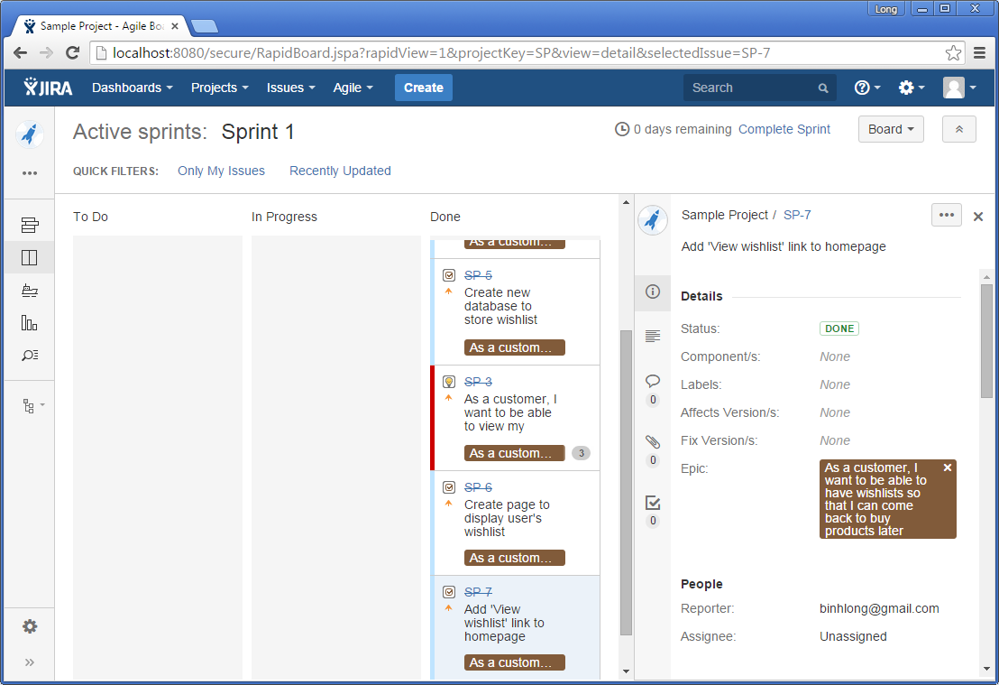 Long
Sample Project - Agile Boa
localhost:8080/secure/RapidBoard.jspa?rapidView=1&projectKey=SP&view=detail&selectedIssue=SP-7
JIRA Dashboards Projects Issues Agile Create Search
Active sprints: Sprint 1
0 days remaining Complete Sprint Board
QUICK FILTERS: Only My Issues Recently Updated
To Do In Progress Done
As a custom…
SP-5
Create new
database to
store wishlist
As a custom…
SP-3
As a customer, I
want to be able
to view my
As a custom… 3
SP-6
Create page to
display user's
wishlist
As a custom…
SP-7
Add 'View
wishlist' link to
homepage
As a custom…
Sample Project / SP-7
Add 'View wishlist' link to homepage
0
0
0
Details
Status: DONE
Component/s: None
Labels: None
Affects Version/s: None
Fix Version/s: None
Epic: As a customer, I
want to be able to
have wishlists so
that I can come
back to buy
products later
People
Reporter: binhlong@gmail.com
Assignee: Unassigned